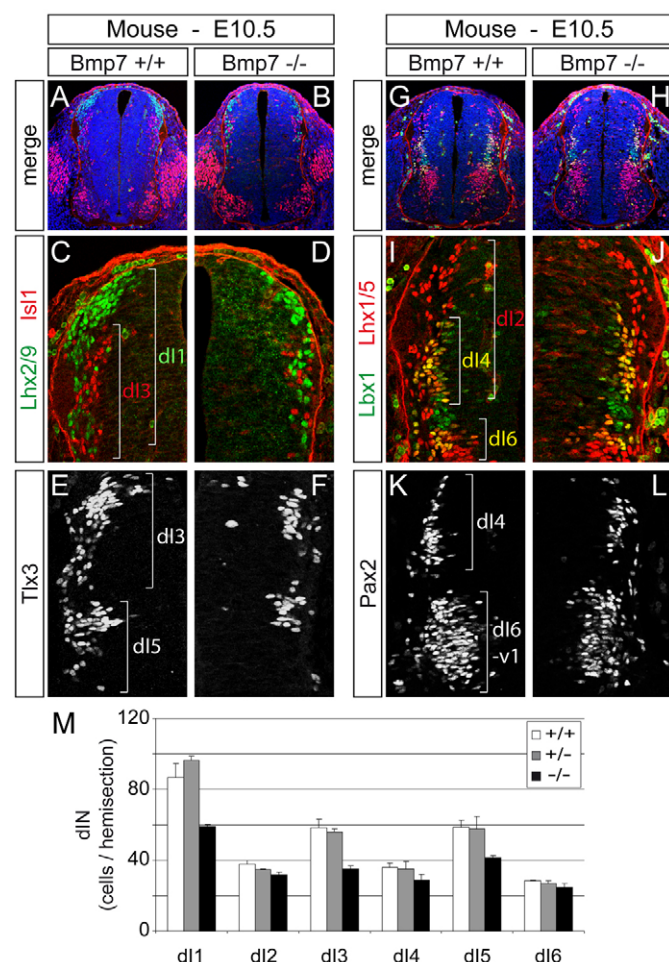 Mouse - E10.5
Mouse - E10.5
Bmp7 +/+
Bmp7 -/-
Bmp7 +/+
Bmp7 -/-
merge
A
B
merge
G
H
Lhx2/9 Isl1
C
D
dI3
dI1
Lbx1 Lhx1/5
I
J
dI2
dI4
dI6
Tlx3
E
F
dI3
dI5
Pax2
K
L
dI4
dI6
-v1
M
dIN
(cells / hemisection)
120
80
40
0
+/+
+/-
-/-
dI1 dI2 dI3 dI4 dI5 dI6